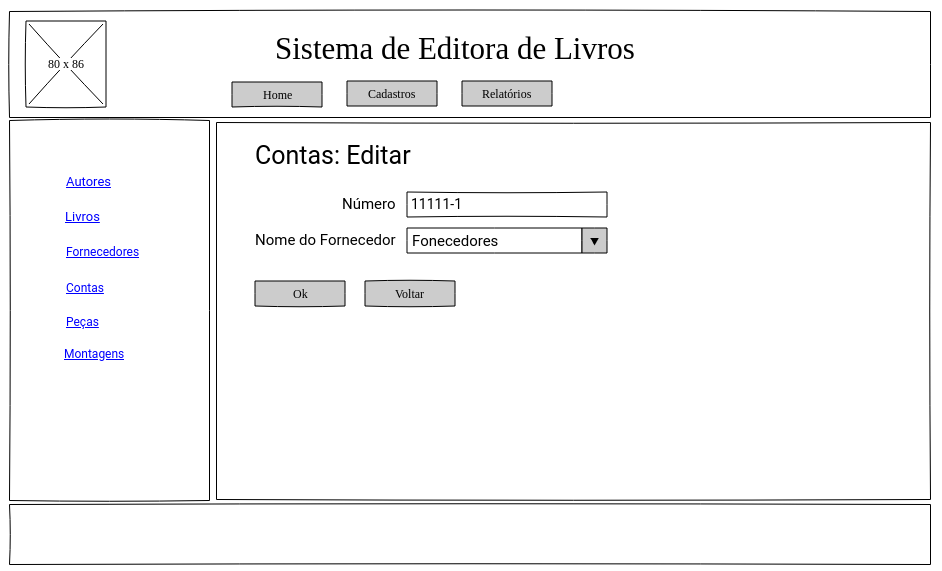 Sistema de Editora de Livros
80 x 86
Home
Cadastros
Relatórios
Autores
Livros
Fornecedores
Contas
Peças
Montagens
Contas: Editar
Número
11111-1
Nome do Fornecedor
Fonecedores
Ok
Voltar